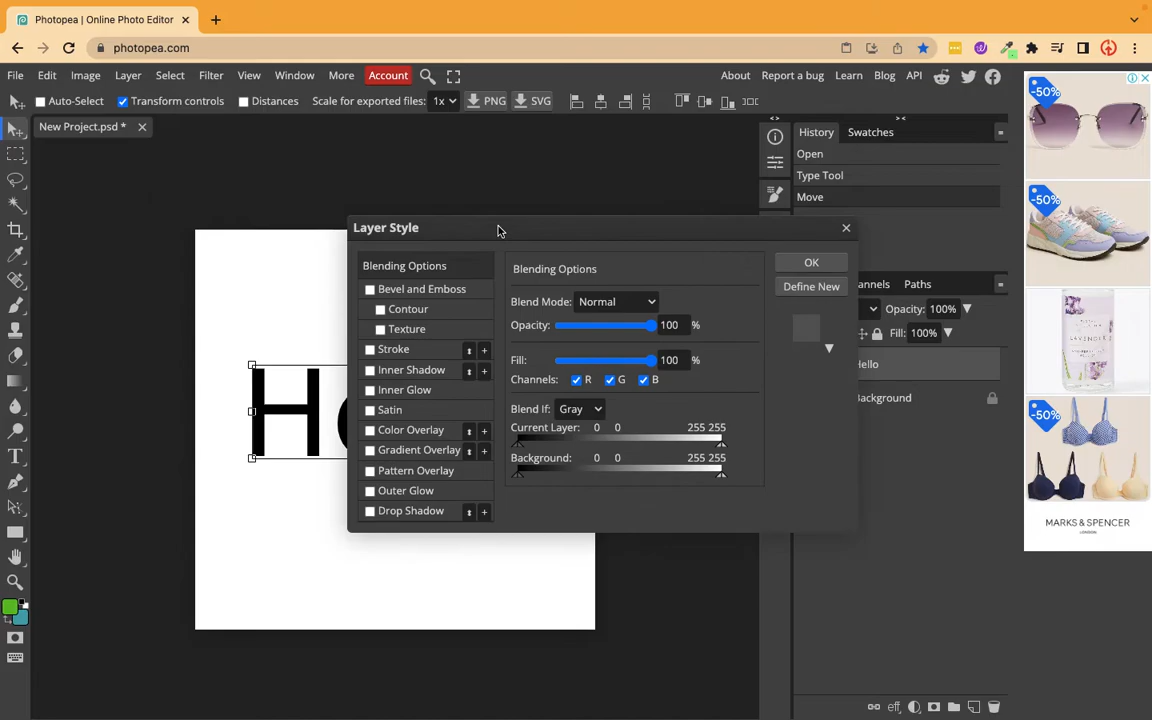 Photopea | Online Photo Editor
photopea.com
File Edit Image Layer Select Filter View Window More Account About Report a bug Learn Blog API
Auto-Select Transform controls Distances Scale for exported files: 1x PNG SVG
New Project.psd *
History Swatches
Open
Type Tool
Move
Layer Style
Blending Options
Bevel and Emboss
Contour
Texture
Stroke
Inner Shadow
Inner Glow
Satin
Color Overlay
Gradient Overlay
Pattern Overlay
Outer Glow
Drop Shadow
Blending Options
Blend Mode: Normal
Opacity: 100 %
Fill: 100 %
Channels: R G B
Blend If: Gray
Current Layer: 0 0 255 255
Background: 0 0 255 255
OK
Define New
annels Paths
Opacity: 100%
Fill: 100%
Hello
Background
eff
H
-50%
-50%
LAVENDER
-50%
MARKS & SPENCER
LONDON